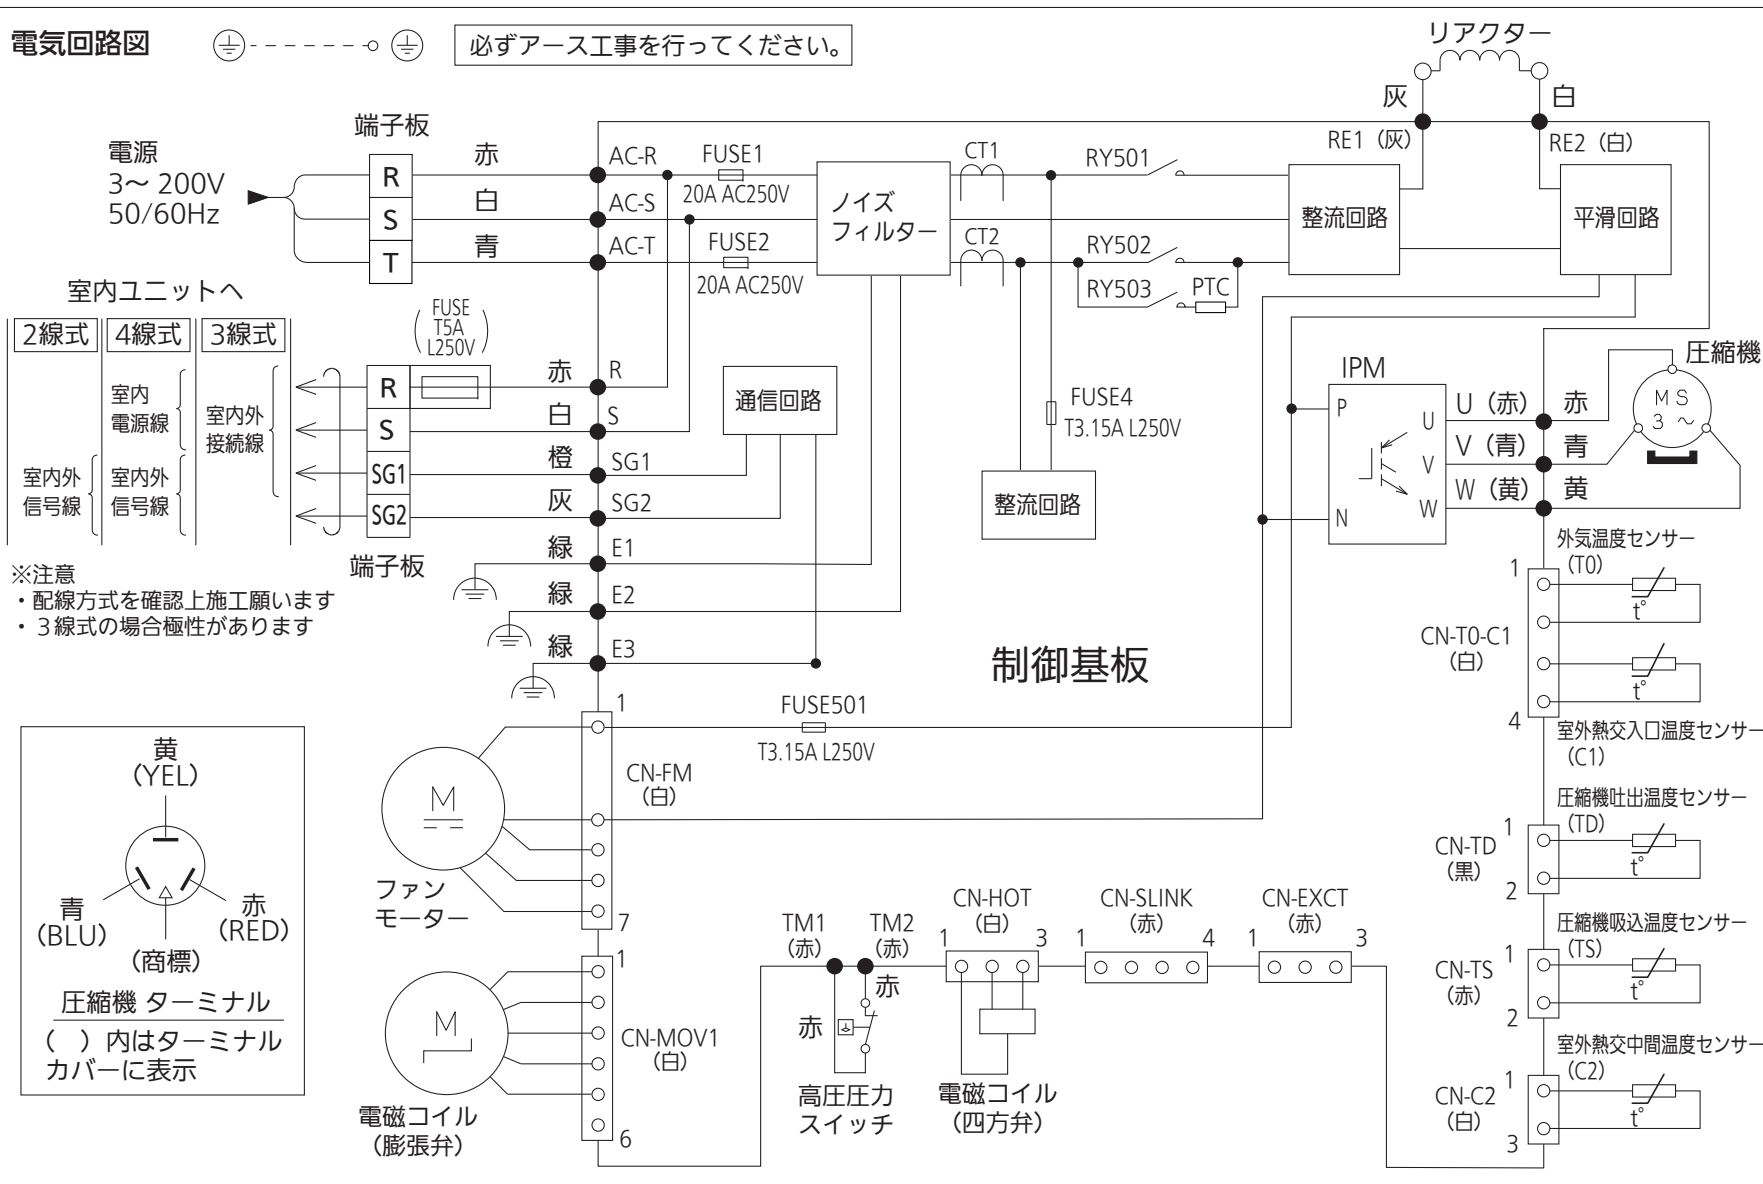 電気回路図
必ずアース工事を行ってください。
リアクター
灰
白
RE1（灰）
RE2（白）
電源
3～ 200V
50/60Hz
端子板
R
S
T
赤
白
青
AC-R
AC-S
AC-T
FUSE1
20A AC250V
FUSE2
20A AC250V
ノイズ
フィルター
CT1
CT2
RY501
RY502
RY503
PTC
整流回路
平滑回路
室内ユニットへ
2線式
4線式
3線式
室内
電源線
室内外
接続線
室内外
信号線
室内外
信号線
FUSE
T5A
L250V
R
S
SG1
SG2
端子板
赤
白
橙
灰
緑
緑
緑
R
S
SG1
SG2
E1
E2
E3
通信回路
FUSE4
T3.15A L250V
整流回路
IPM
P
N
U
V
W
U（赤）
V（青）
W（黄）
赤
青
黄
圧縮機
M S
3 ～
※注意
・配線方式を確認上施工願います
・３線式の場合極性があります
制御基板
外気温度センサー
（T0）
1
CN-T0-C1
（白）
4
t°
t°
室外熱交入口温度センサー
（C1）
圧縮機吐出温度センサー
（TD）
1
CN-TD
（黒）
2
t°
圧縮機吸込温度センサー
（TS）
1
CN-TS
（赤）
2
t°
室外熱交中間温度センサー
（C2）
1
CN-C2
（白）
3
t°
FUSE501
T3.15A L250V
1
CN-FM
（白）
7
M
ファン
モーター
1
CN-MOV1
（白）
6
M
電磁コイル
（膨張弁）
TM1
（赤）
TM2
（赤）
赤
赤
高圧圧力
スイッチ
CN-HOT
（白）
1
3
電磁コイル
（四方弁）
CN-SLINK
（赤）
1
4
CN-EXCT
（赤）
1
3
黄
（YEL）
青
（BLU）
赤
（RED）
（商標）
圧縮機 ターミナル
（　）内はターミナル
カバーに表示